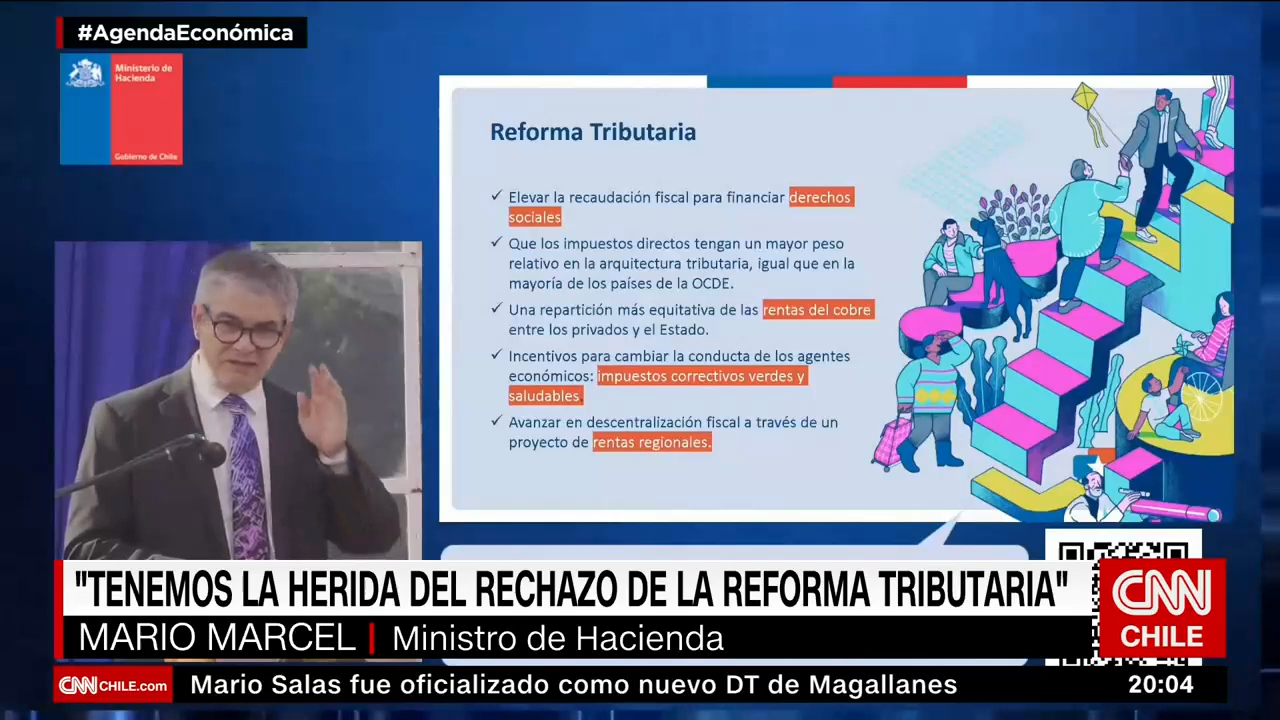 #AgendaEconómica
Ministerio de
Hacienda
Gobierno de Chile
Reforma Tributaria
✓ Elevar la recaudación fiscal para financiar derechos
sociales
✓ Que los impuestos directos tengan un mayor peso
relativo en la arquitectura tributaria, igual que en la
mayoría de los países de la OCDE.
✓ Una repartición más equitativa de las rentas del cobre
entre los privados y el Estado.
✓ Incentivos para cambiar la conducta de los agentes
económicos: impuestos correctivos verdes y
saludables.
✓ Avanzar en descentralización fiscal a través de un
proyecto de rentas regionales.
"TENEMOS LA HERIDA DEL RECHAZO DE LA REFORMA TRIBUTARIA"
MARIO MARCEL | Ministro de Hacienda
CNN
CHILE
CNNCHILE.com
Mario Salas fue oficializado como nuevo DT de Magallanes
20:04